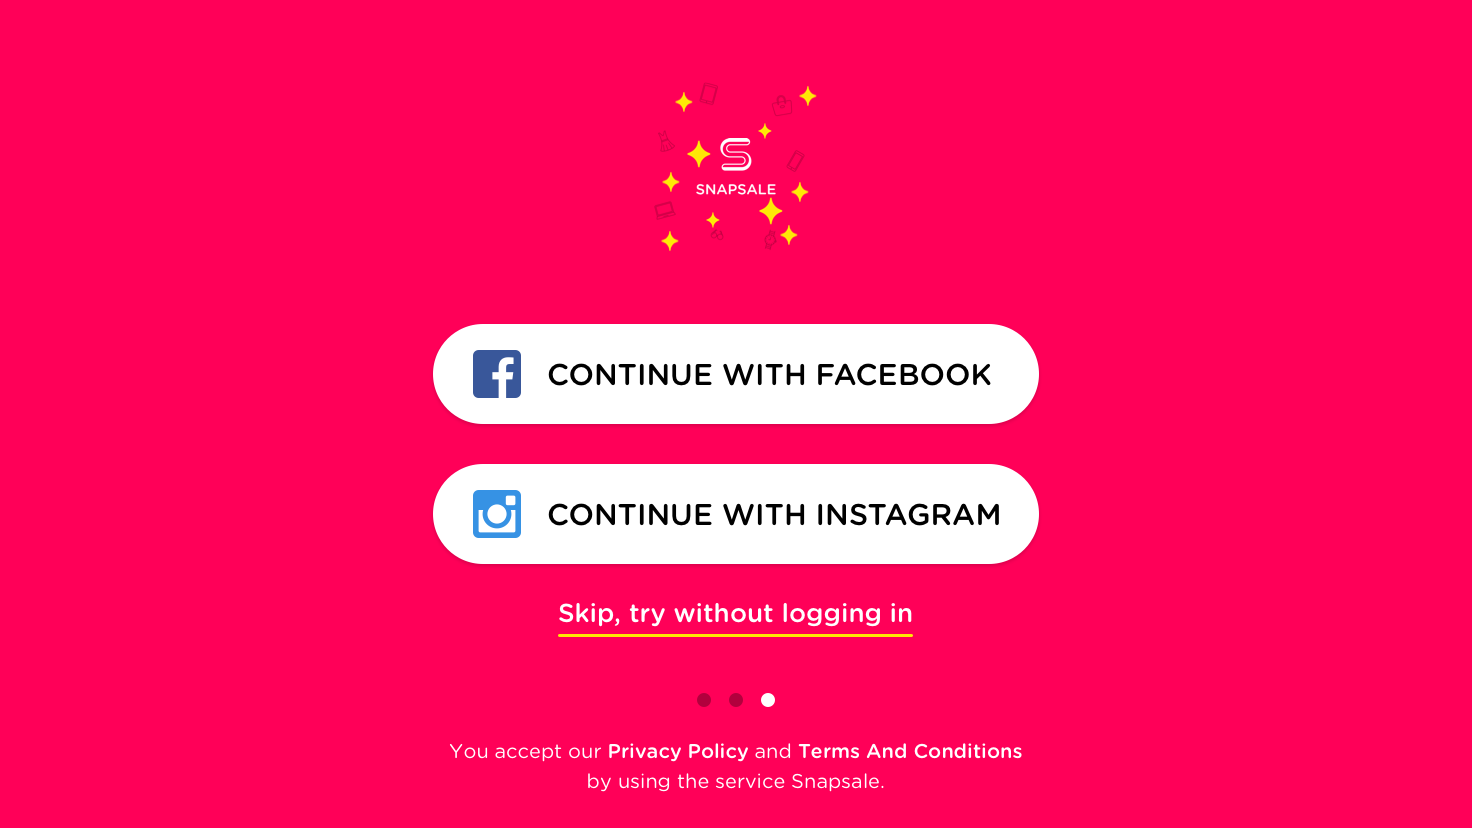 SNAPSALE
CONTINUE WITH FACEBOOK
CONTINUE WITH INSTAGRAM
Skip, try without logging in
You accept our Privacy Policy and Terms And Conditions
by using the service Snapsale.